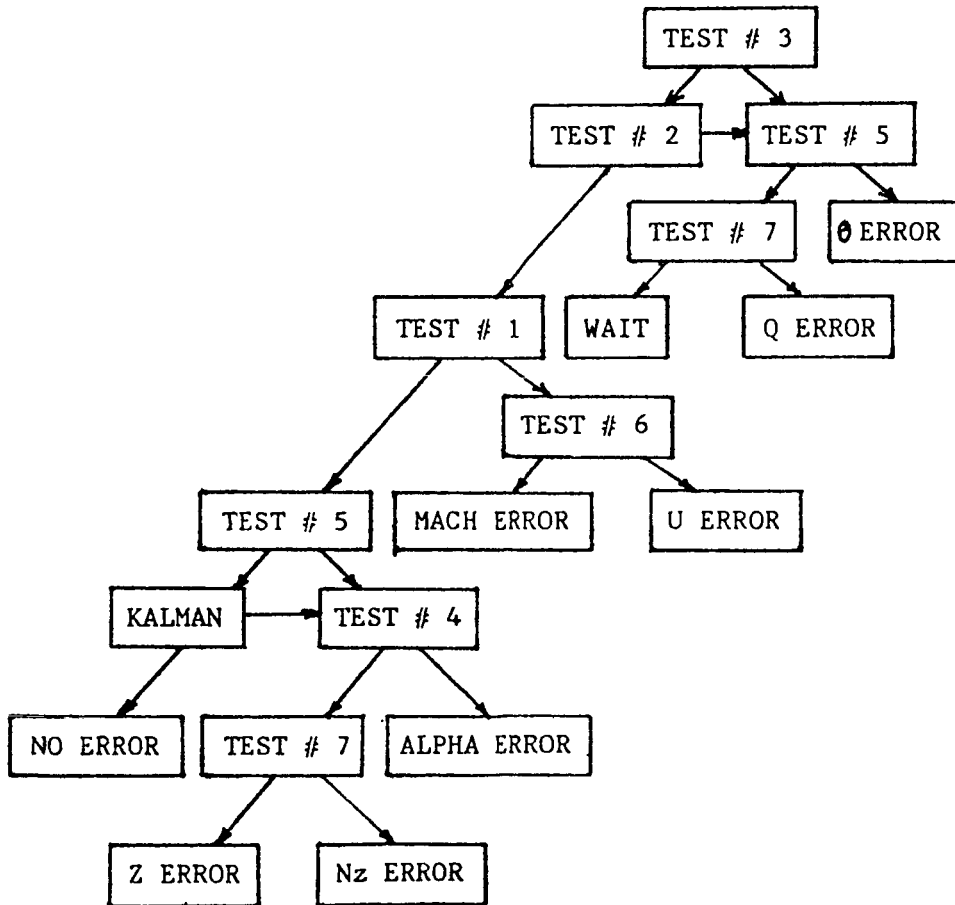 TEST # 3
TEST # 2
TEST # 5
TEST # 7
θ ERROR
TEST # 1
WAIT
Q ERROR
TEST # 6
TEST # 5
MACH ERROR
U ERROR
KALMAN
TEST # 4
NO ERROR
TEST # 7
ALPHA ERROR
Z ERROR
Nz ERROR